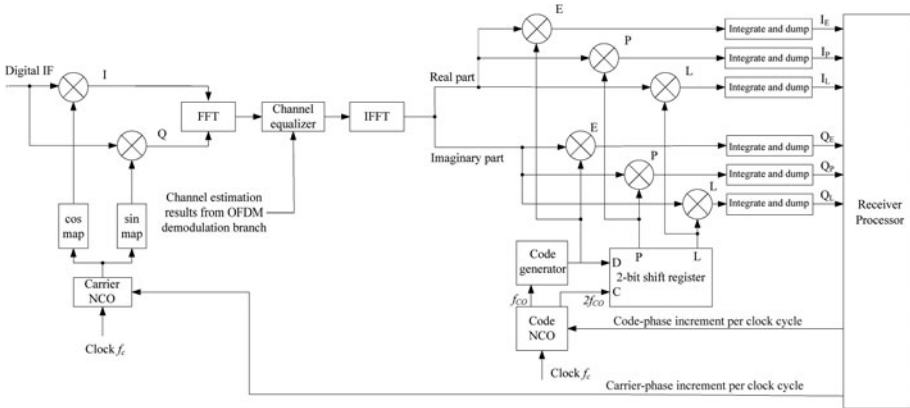 E
Integrate and dump
I_E
P
Integrate and dump
I_P
Digital IF
I
Real part
L
Integrate and dump
I_L
FFT
Channel
equalizer
IFFT
Q
E
Integrate and dump
Q_E
Imaginary part
P
Integrate and dump
Q_P
L
Integrate and dump
Q_L
Channel estimation
results from OFDM
demodulation branch
Receiver
Processor
cos
map
sin
map
Code
generator
D
P
L
2-bit shift register
C
Carrier
NCO
f_CO
2f_CO
Code
NCO
Code-phase increment per clock cycle
Clock f_c
Clock f_c
Carrier-phase increment per clock cycle